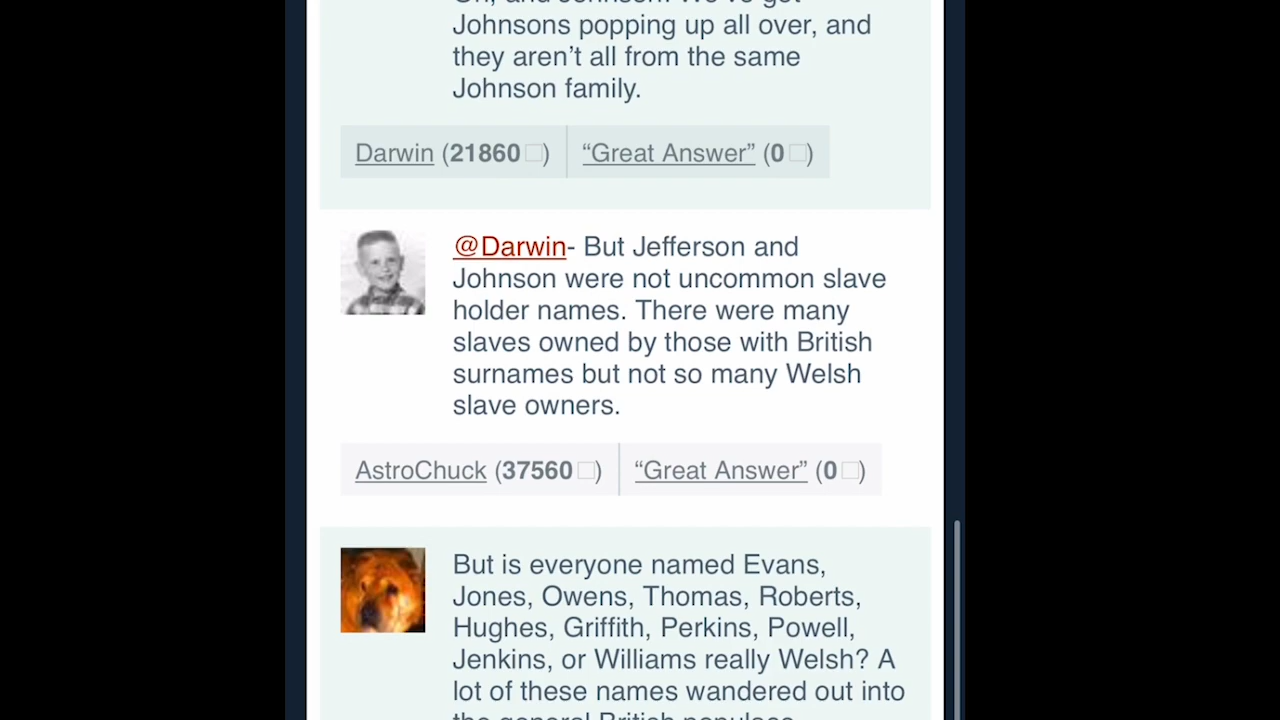 Johnsons popping up all over, and
they aren’t all from the same
Johnson family.
Darwin (21860) “Great Answer” (0)
@Darwin- But Jefferson and
Johnson were not uncommon slave
holder names. There were many
slaves owned by those with British
surnames but not so many Welsh
slave owners.
AstroChuck (37560) “Great Answer” (0)
But is everyone named Evans,
Jones, Owens, Thomas, Roberts,
Hughes, Griffith, Perkins, Powell,
Jenkins, or Williams really Welsh? A
lot of these names wandered out into